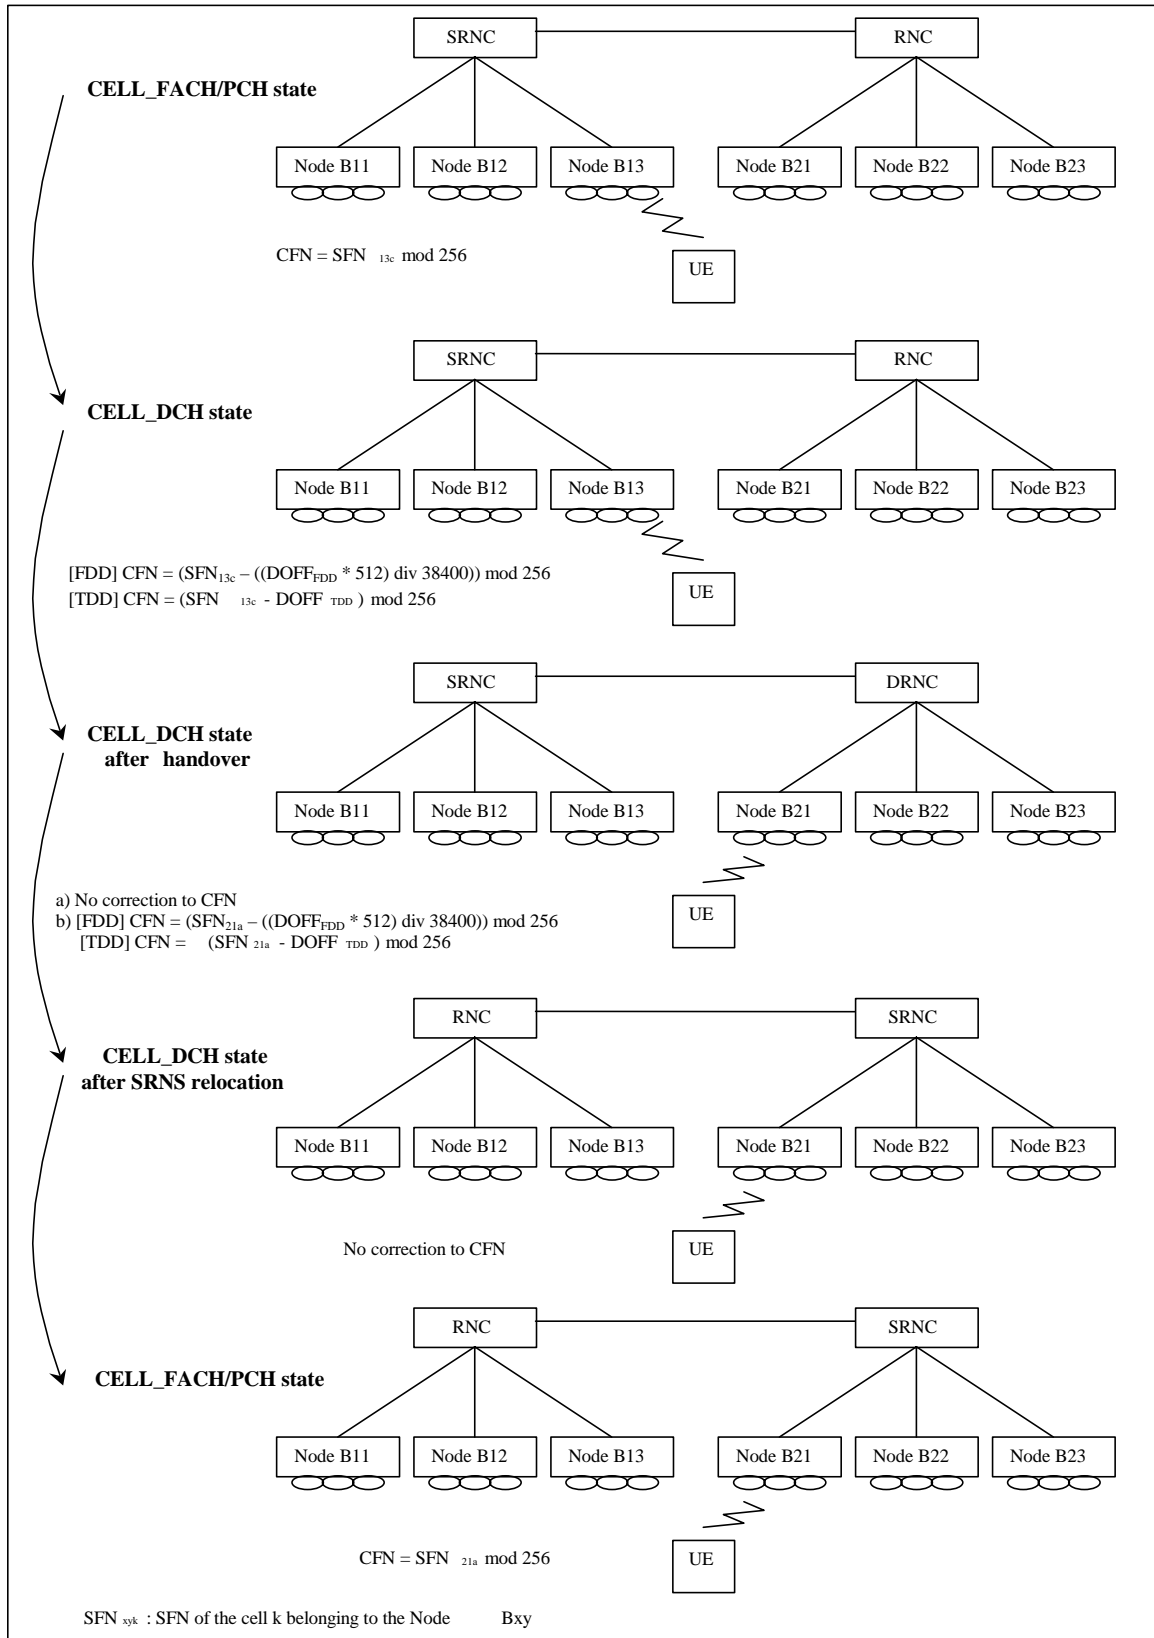 SRNC RNC
CELL_FACH/PCH state
Node B11 Node B12 Node B13 Node B21 Node B22 Node B23
CFN = SFN 13c mod 256
UE
SRNC RNC
CELL_DCH state
Node B11 Node B12 Node B13 Node B21 Node B22 Node B23
[FDD] CFN = (SFN13c – ((DOFFFDD * 512) div 38400)) mod 256
[TDD] CFN = (SFN 13c - DOFF TDD ) mod 256
UE
SRNC DRNC
CELL_DCH state
after handover
Node B11 Node B12 Node B13 Node B21 Node B22 Node B23
a) No correction to CFN
b) [FDD] CFN = (SFN21a – ((DOFFFDD * 512) div 38400)) mod 256
[TDD] CFN = (SFN 21a - DOFF TDD ) mod 256
UE
RNC SRNC
CELL_DCH state
after SRNS relocation
Node B11 Node B12 Node B13 Node B21 Node B22 Node B23
No correction to CFN
UE
RNC SRNC
CELL_FACH/PCH state
Node B11 Node B12 Node B13 Node B21 Node B22 Node B23
CFN = SFN 21a mod 256
UE
SFN xyk : SFN of the cell k belonging to the Node Bxy